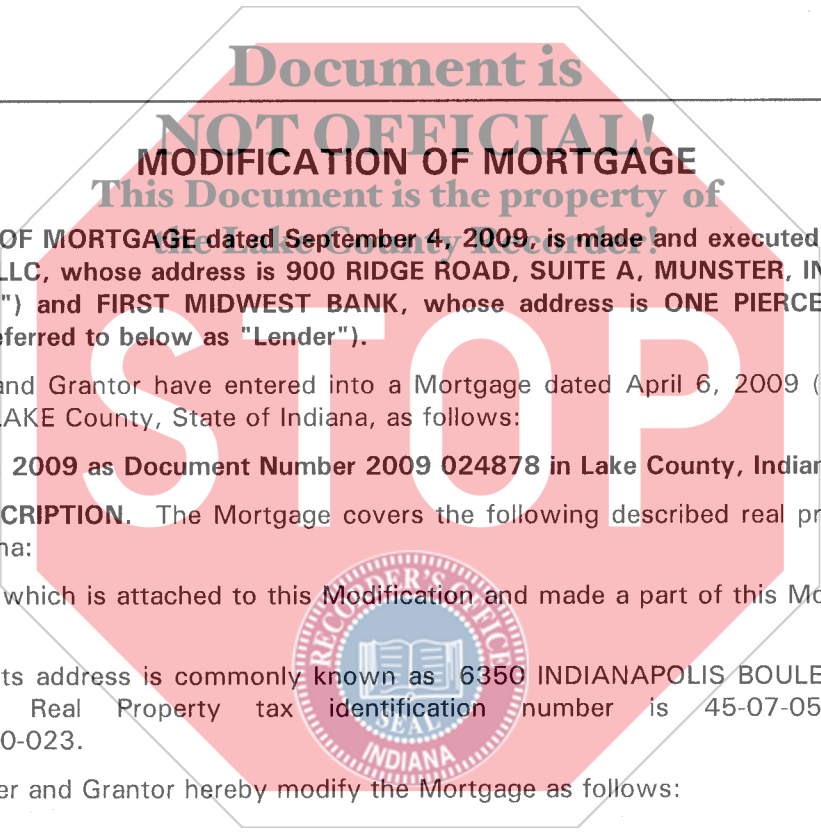 Document is
NOT OFFICIAL!
MODIFICATION OF MORTGAGE
This Document is the property of
the Lake County Recorder!
OF MORTGAGE dated September 4, 2009, is made and executed
LLC, whose address is 900 RIDGE ROAD, SUITE A, MUNSTER, IN
") and FIRST MIDWEST BANK, whose address is ONE PIERCE
eferred to below as "Lender").
and Grantor have entered into a Mortgage dated April 6, 2009 (
LAKE County, State of Indiana, as follows:
2009 as Document Number 2009 024878 in Lake County, Indian
CRIPTION. The Mortgage covers the following described real pr
na:
which is attached to this Modification and made a part of this Mo
ts address is commonly known as 6350 INDIANAPOLIS BOULE
Real Property tax identification number is 45-07-05
0-023.
er and Grantor hereby modify the Mortgage as follows:
STOP
RECORDER'S OFFICE
SEAL
INDIANA